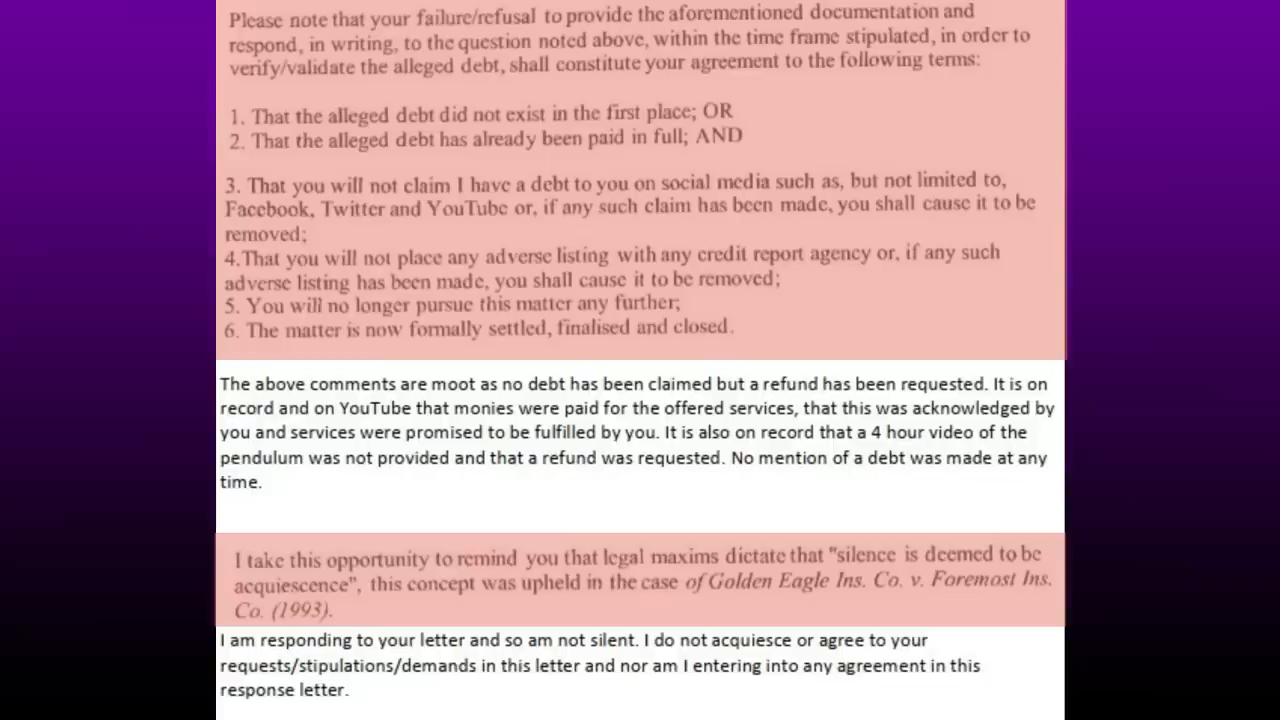 Please note that your failure/refusal to provide the aforementioned documentation and
respond, in writing, to the question noted above, within the time frame stipulated, in order to
verify/validate the alleged debt, shall constitute your agreement to the following terms:
1. That the alleged debt did not exist in the first place; OR
2. That the alleged debt has already been paid in full; AND
3. That you will not claim I have a debt to you on social media such as, but not limited to,
Facebook, Twitter and YouTube or, if any such claim has been made, you shall cause it to be
removed;
4.That you will not place any adverse listing with any credit report agency or, if any such
adverse listing has been made, you shall cause it to be removed;
5. You will no longer pursue this matter any further;
6. The matter is now formally settled, finalised and closed.
The above comments are moot as no debt has been claimed but a refund has been requested. It is on
record and on YouTube that monies were paid for the offered services, that this was acknowledged by
you and services were promised to be fulfilled by you. It is also on record that a 4 hour video of the
pendulum was not provided and that a refund was requested. No mention of a debt was made at any
time.
I take this opportunity to remind you that legal maxims dictate that "silence is deemed to be
acquiescence", this concept was upheld in the case of Golden Eagle Ins. Co. v. Foremost Ins.
Co. (1993).
I am responding to your letter and so am not silent. I do not acquiesce or agree to your
requests/stipulations/demands in this letter and nor am I entering into any agreement in this
response letter.